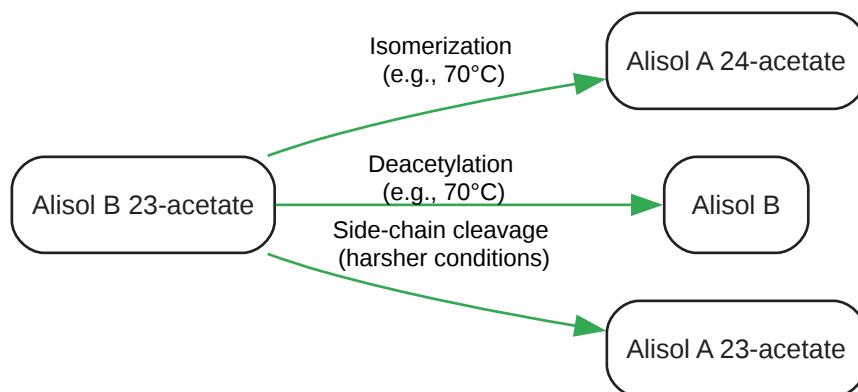 Isomerization
(e.g., 70°C)
Alisol A 24-acetate
Alisol B 23-acetate
Deacetylation
(e.g., 70°C)
Alisol B
Side-chain cleavage
(harsher conditions)
Alisol A 23-acetate